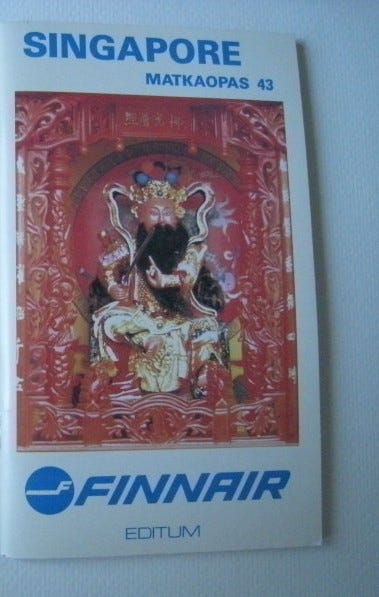 SINGAPORE
MATKAOPAS 43
FINNAIR
EDITUM